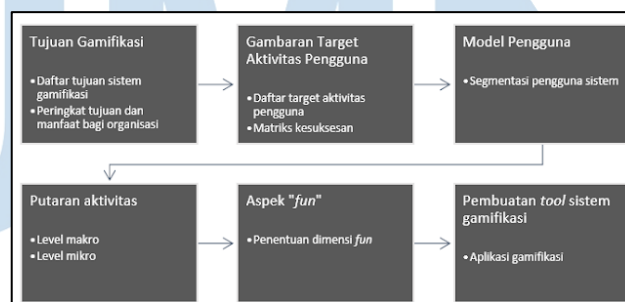 Tujuan Gamifikasi
•Daftar tujuan sistem
gamifikasi
•Peringkat tujuan dan
manfaat bagi organisasi
Gambaran Target
Aktivitas Pengguna
•Daftar target aktivitas
pengguna
•Matriks kesuksesan
Model Pengguna
•Segmentasi pengguna sistem
Putaran aktivitas
•Level makro
•Level mikro
Aspek "fun"
•Penentuan dimensi fun
Pembuatan tool sistem
gamifikasi
•Aplikasi gamifikasi